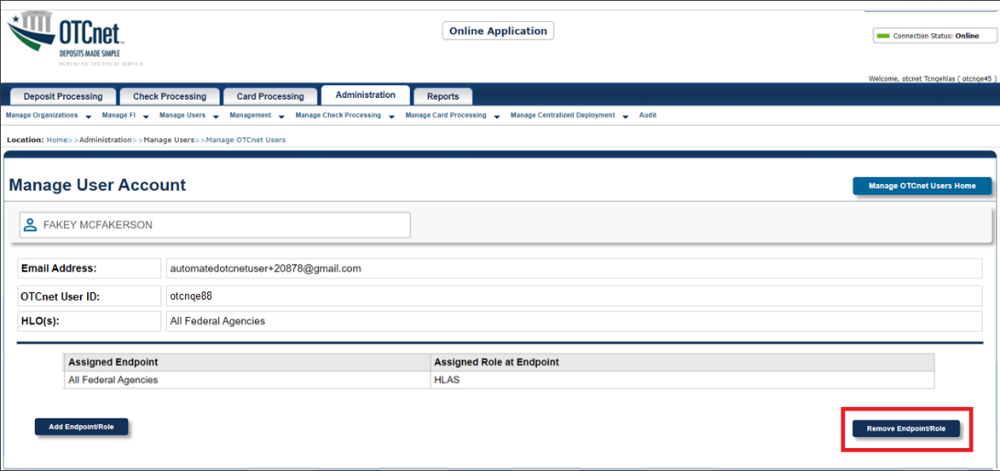 OTCnet
DEPOSITS MADE SIMPLE
BUREAU OF THE FISCAL SERVICE
Online Application
Connection Status: Online
Welcome, otcnet Tcnqehlas ( otcnqe45 )
Deposit Processing Check Processing Card Processing Administration Reports
Manage Organizations Manage FI Manage Users Management Manage Check Processing Manage Card Processing Manage Centralized Deployment Audit
Location: Home>>Administration>>Manage Users>>Manage OTCnet Users
Manage User Account
Manage OTCnet Users Home
FAKEY MCFAKERSON
Email Address: automatedotcnetuser+20878@gmail.com
OTCnet User ID: otcnqe88
HLO(s): All Federal Agencies
Assigned Endpoint Assigned Role at Endpoint
All Federal Agencies HLAS
Add Endpoint/Role Remove Endpoint/Role